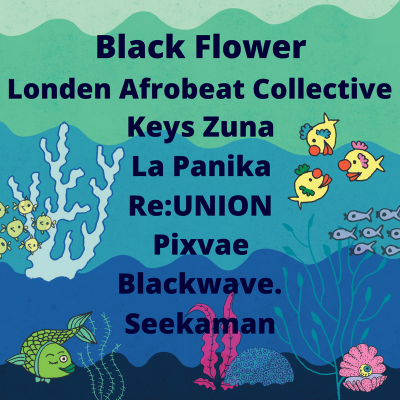 Black Flower
Londen Afrobeat Collective
Keys Zuna
La Panika
Re:UNION
Pixvae
Blackwave.
Seekaman